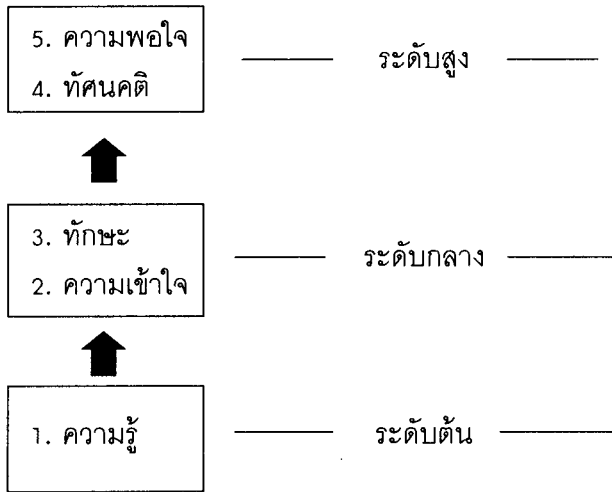 5. ความพอใจ
4. ทัศนคติ
ระดับสูง
3. ทักษะ
2. ความเข้าใจ
ระดับกลาง
1. ความรู้
ระดับต้น